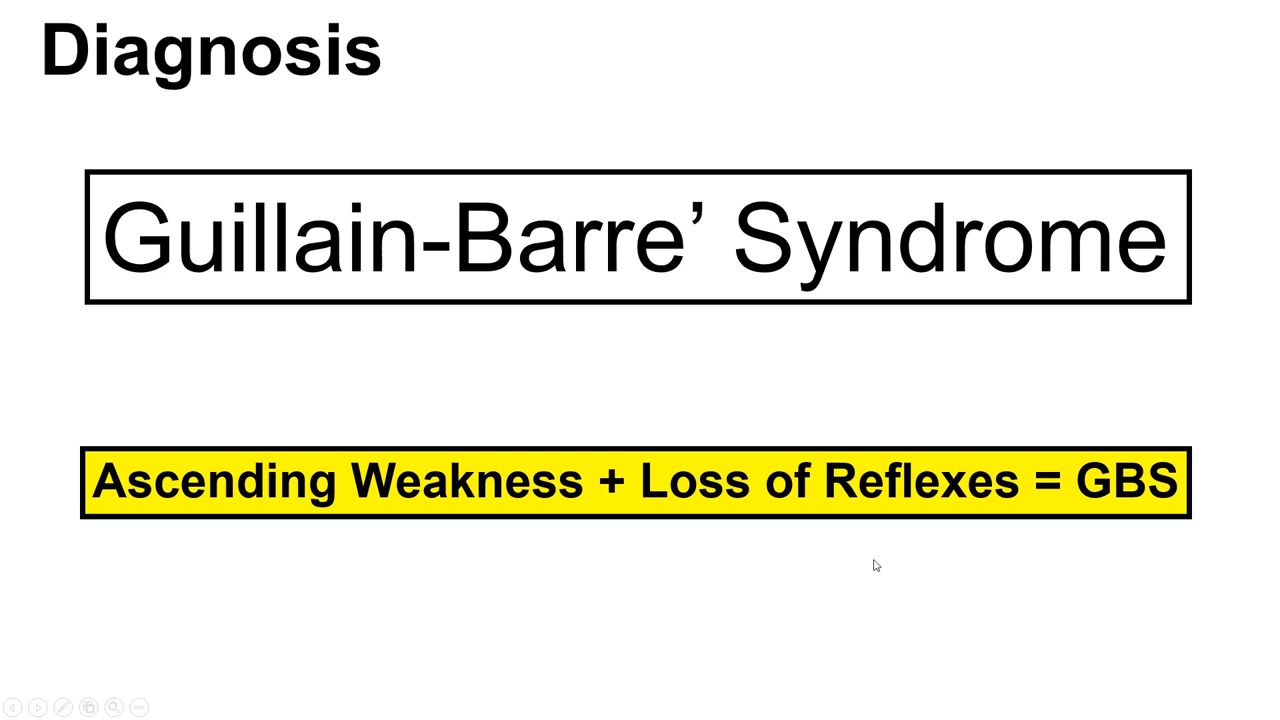 Diagnosis
Guillain-Barre’ Syndrome
Ascending Weakness + Loss of Reflexes = GBS